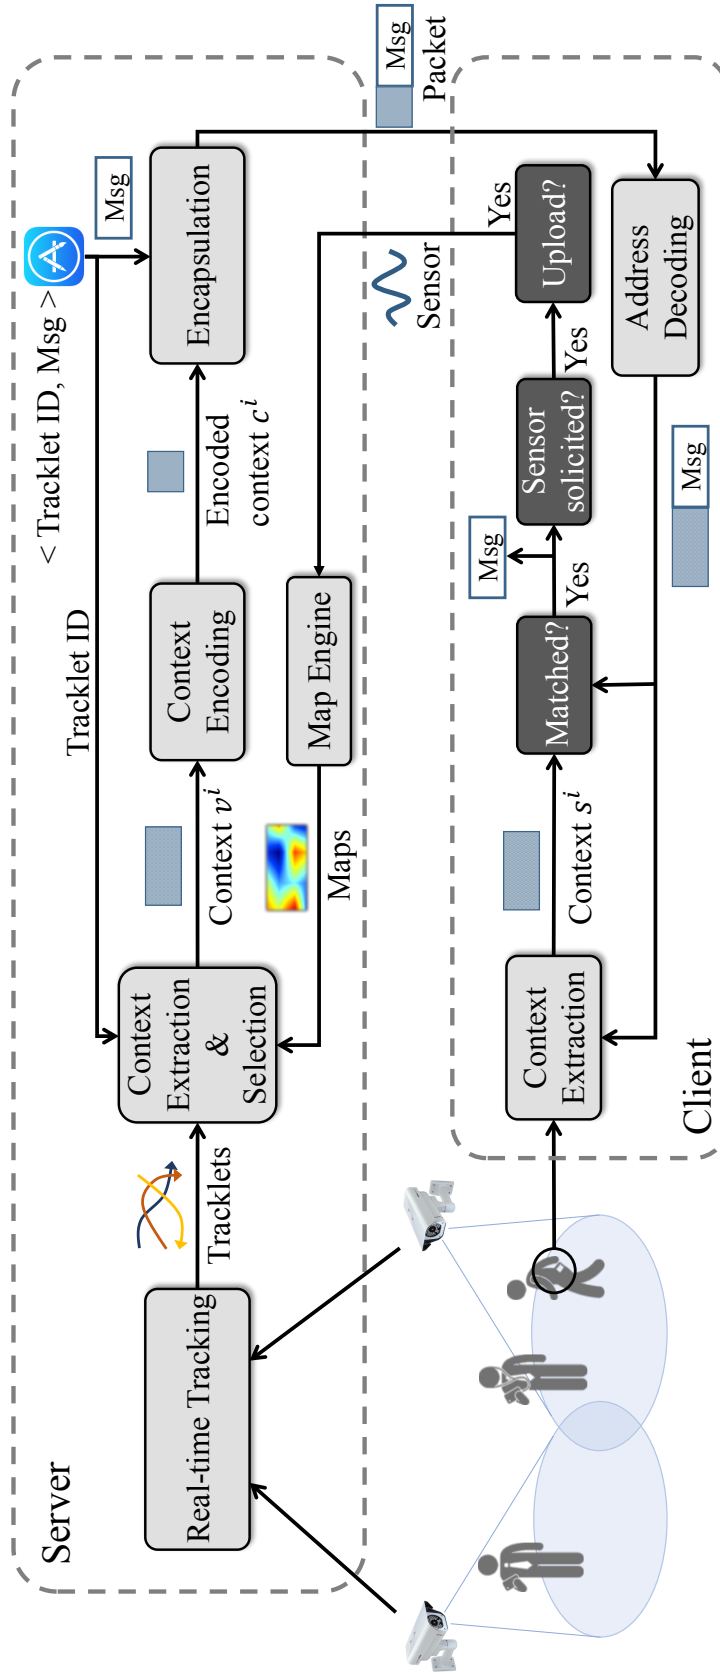 Server
< Tracklet ID, Msg >
Tracklet ID
Msg
Real-time Tracking
Tracklets
Context
Extraction
&
Selection
Context v^i
Context
Encoding
Encoded
context c^i
Encapsulation
Maps
Map Engine
Sensor
Msg
Packet
Client
Context
Extraction
Context s^i
Matched?
Yes
Msg
Sensor
solicited?
Yes
Upload?
Yes
Address
Decoding
Msg